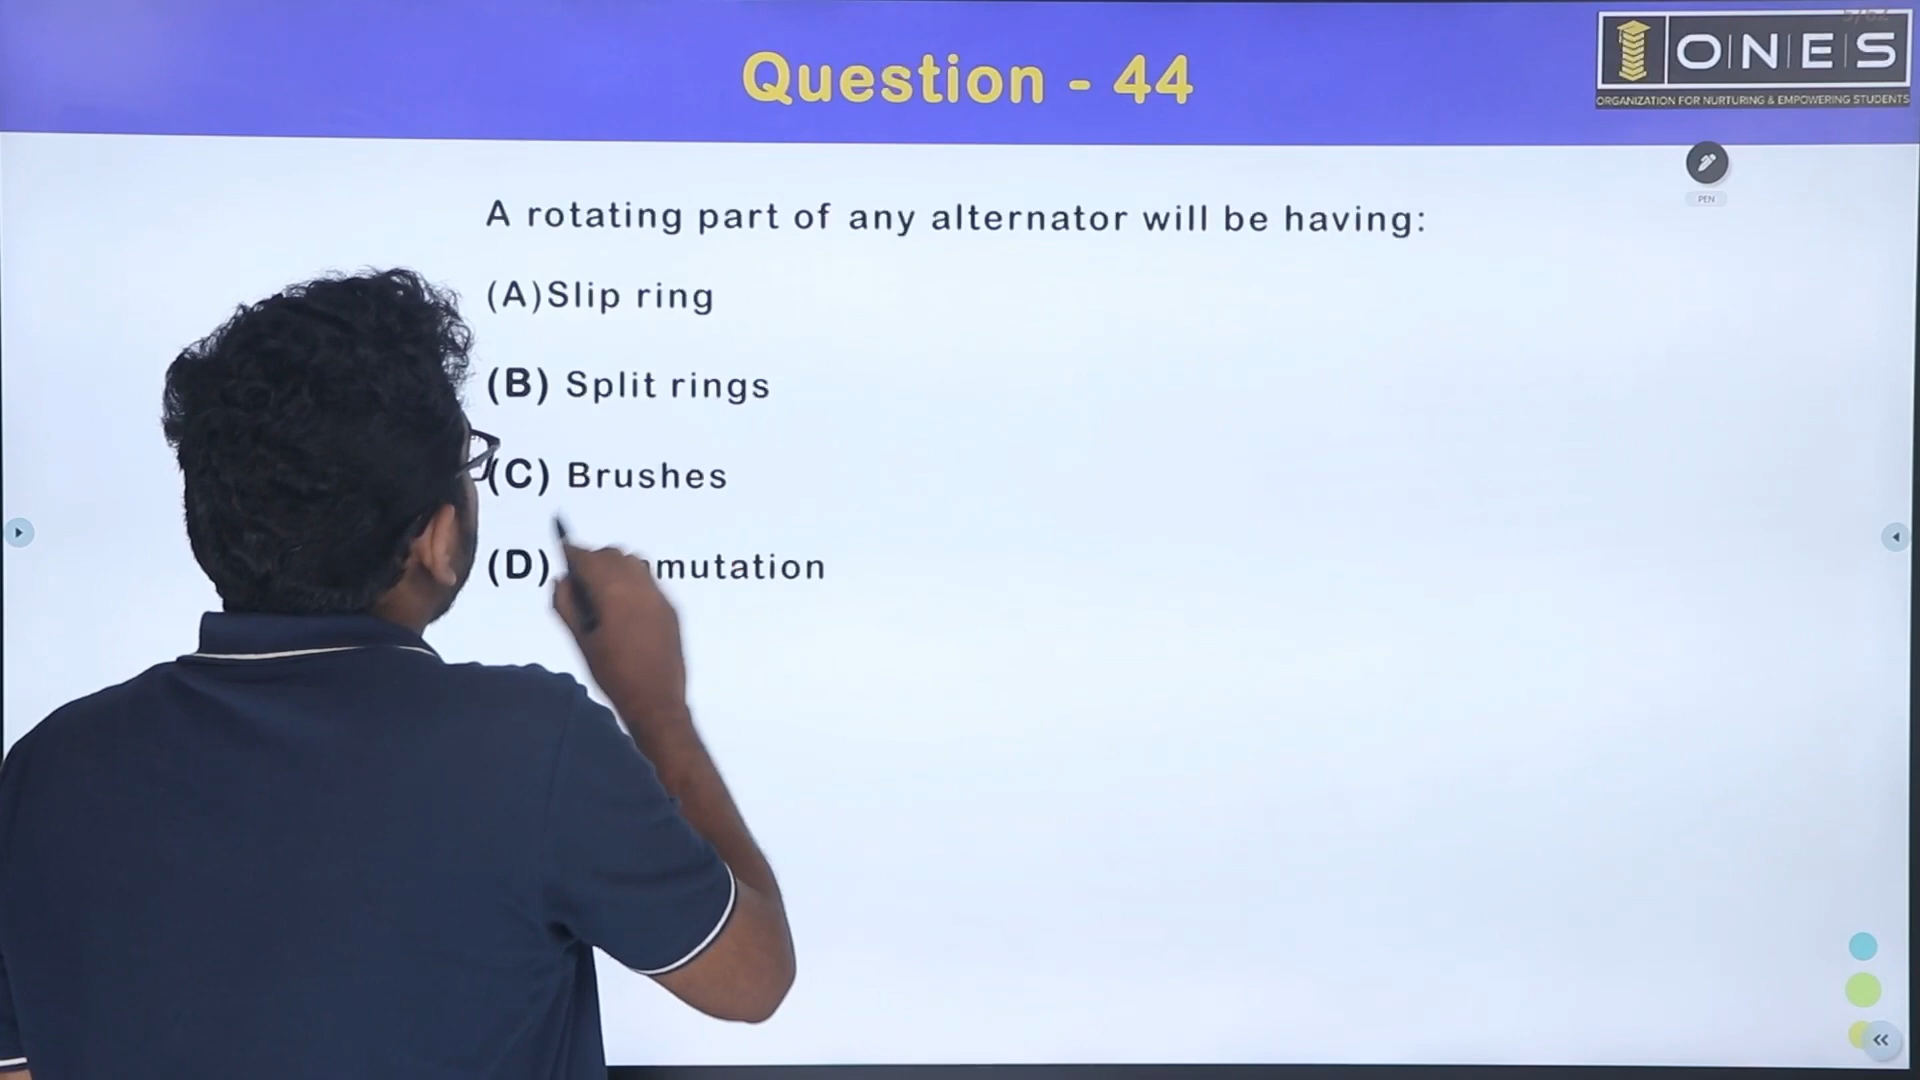 Question - 44
ONES
ORGANIZATION FOR NURTURING & EMPOWERING STUDENTS
PEN
A rotating part of any alternator will be having:
(A)Slip ring
(B) Split rings
(C) Brushes
(D)